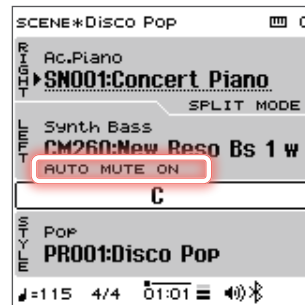 SCENE*DISCO POP
RIGHT
Ac.Piano
SN001:Concert Piano
SPLIT MODE
LEFT
Synth Bass
CM260:New Reso Bs 1 w
AUTO MUTE ON
C
STYLE
POP
PR001:Disco Pop
♩=115 4/4 01:01